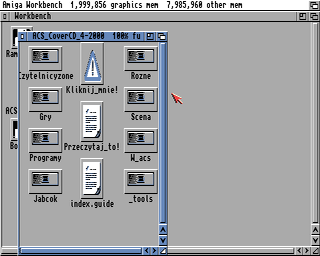 Amiga Workbench 1,999,856 graphics mem 7,985,960 other mem
Workbench
ACS_CoverCD_4-2000 100% fu
Ram
Czytelniczyone
Kliknij_mnie!
Rozne
ACS
Gry
Scena
Bo
Programy
Przeczytaj_to!
W_acs
Jabcok
index.guide
_tools